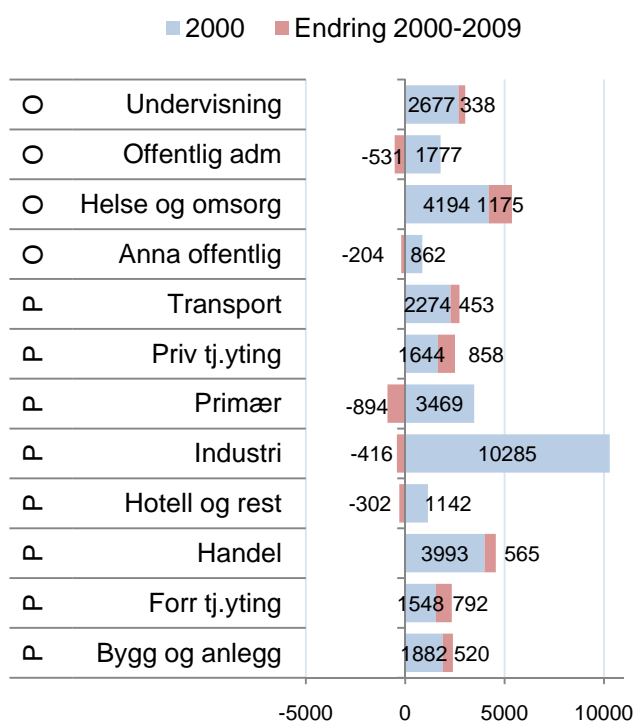 2000 Endring 2000-2009
O Undervisning 2677 338
O Offentlig adm -531 1777
O Helse og omsorg 4194 1175
O Anna offentlig -204 862
P Transport 2274 453
P Priv tj.yting 1644 858
P Primær -894 3469
P Industri -416 10285
P Hotell og rest -302 1142
P Handel 3993 565
P Forr tj.yting 1548 792
P Bygg og anlegg 1882 520
-5000 0 5000 10000